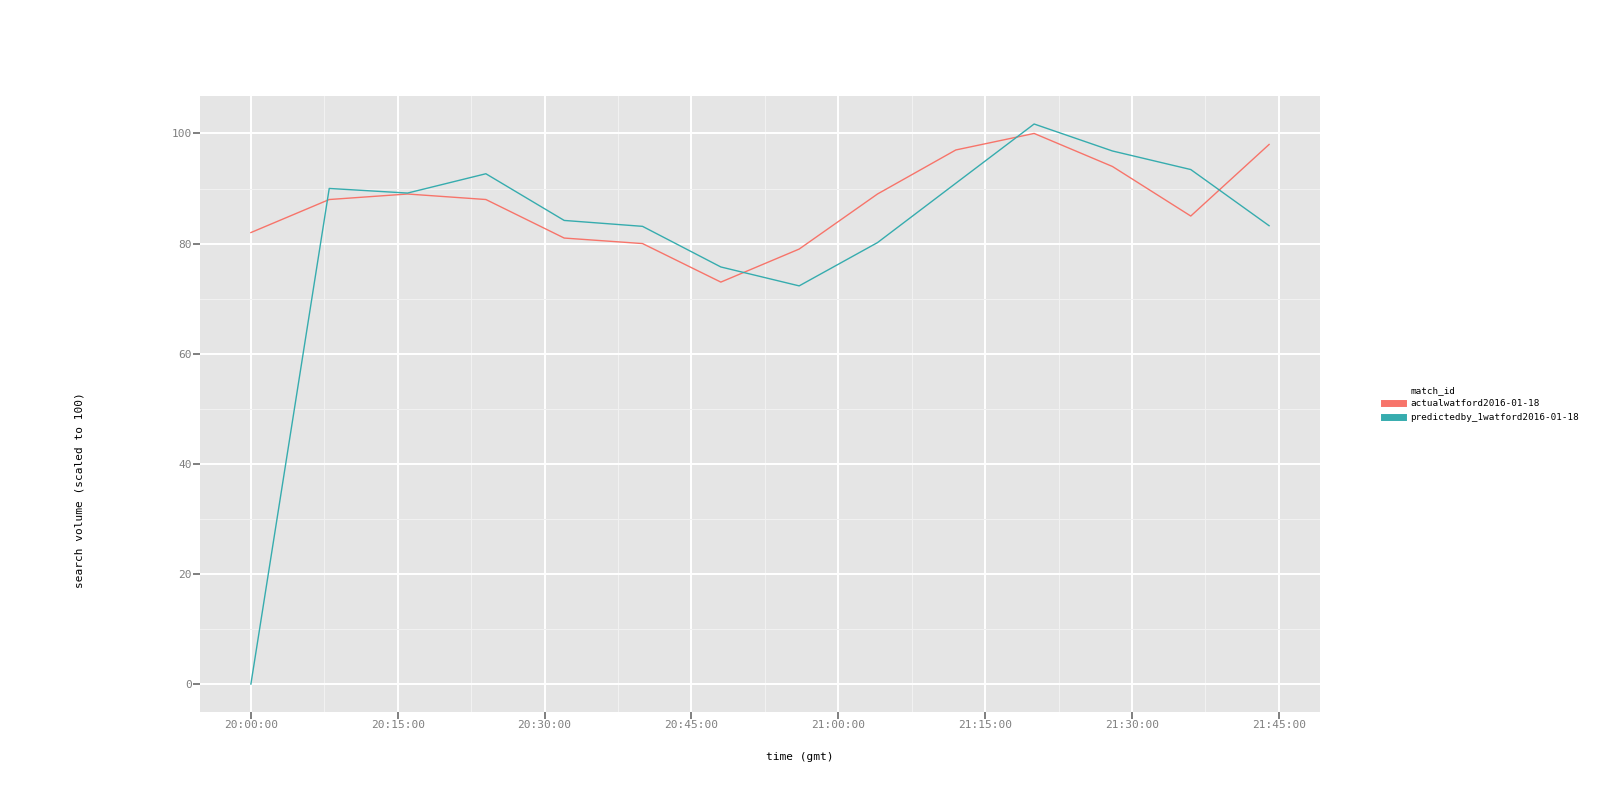 100
80
60
40
20
0
search volume (scaled to 100)
20:00:00 20:15:00 20:30:00 20:45:00 21:00:00 21:15:00 21:30:00 21:45:00
time (gmt)
match_id
actualwatford2016-01-18
predictedby_1watford2016-01-18